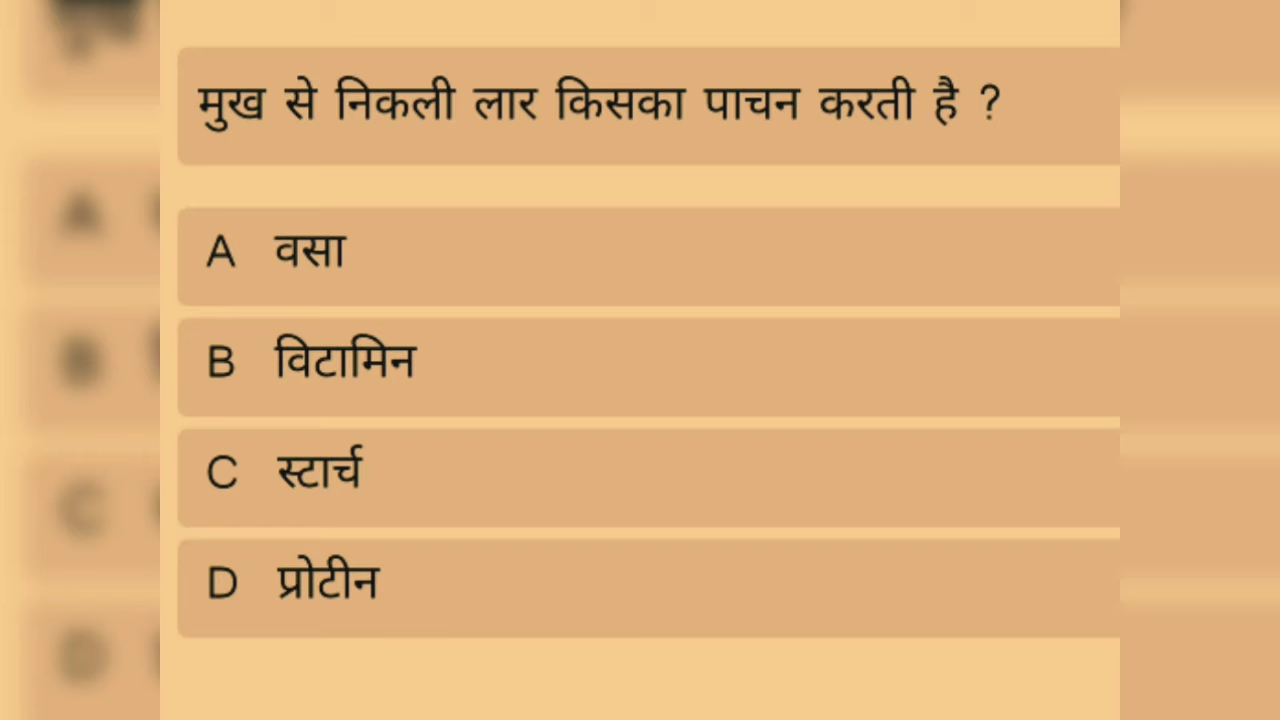 मुख से निकली लार किसका पाचन करती है ?
A वसा
B विटामिन
C स्टार्च
D प्रोटीन